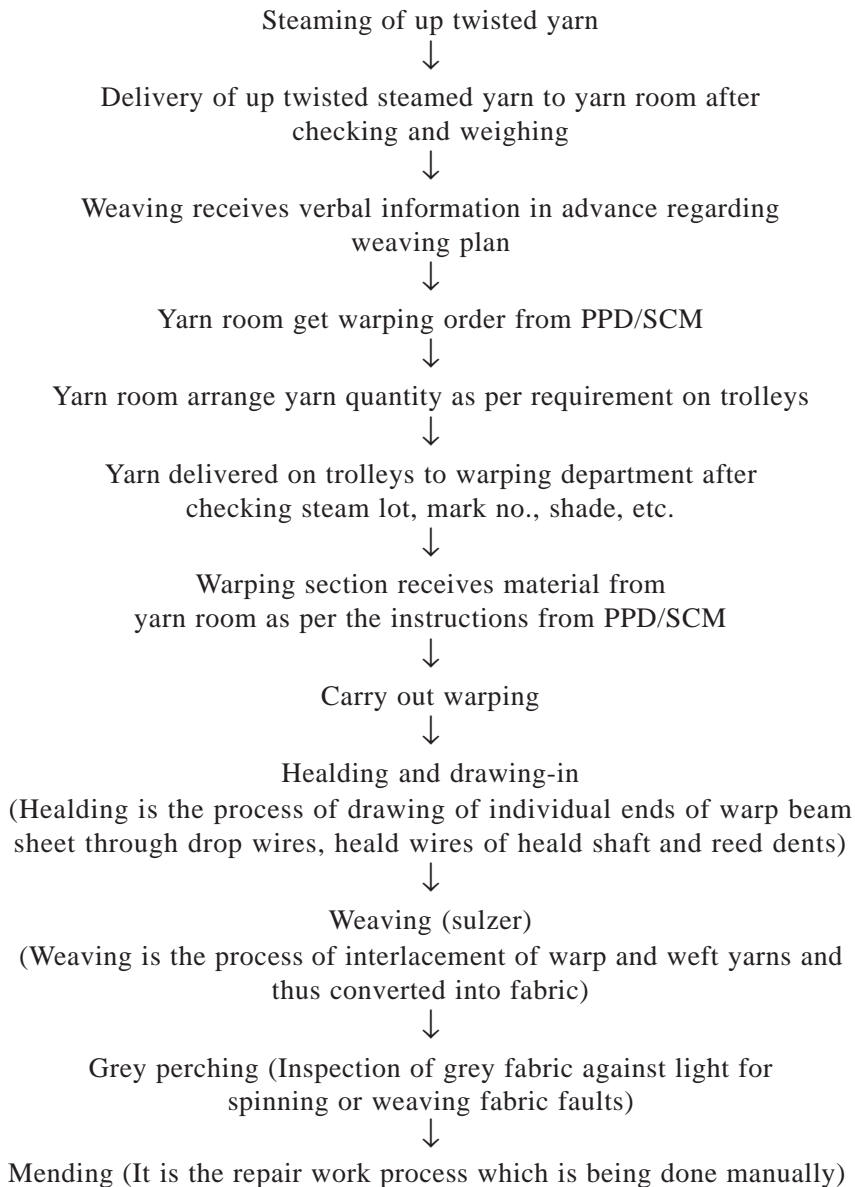 Steaming of up twisted yarn
↓
Delivery of up twisted steamed yarn to yarn room after
checking and weighing
↓
Weaving receives verbal information in advance regarding
weaving plan
↓
Yarn room get warping order from PPD/SCM
↓
Yarn room arrange yarn quantity as per requirement on trolleys
↓
Yarn delivered on trolleys to warping department after
checking steam lot, mark no., shade, etc.
↓
Warping section receives material from
yarn room as per the instructions from PPD/SCM
↓
Carry out warping
↓
Healding and drawing-in
(Healding is the process of drawing of individual ends of warp beam
sheet through drop wires, heald wires of heald shaft and reed dents)
↓
Weaving (sulzer)
(Weaving is the process of interlacement of warp and weft yarns and
thus converted into fabric)
↓
Grey perching (Inspection of grey fabric against light for
spinning or weaving fabric faults)
↓
Mending (It is the repair work process which is being done manually)